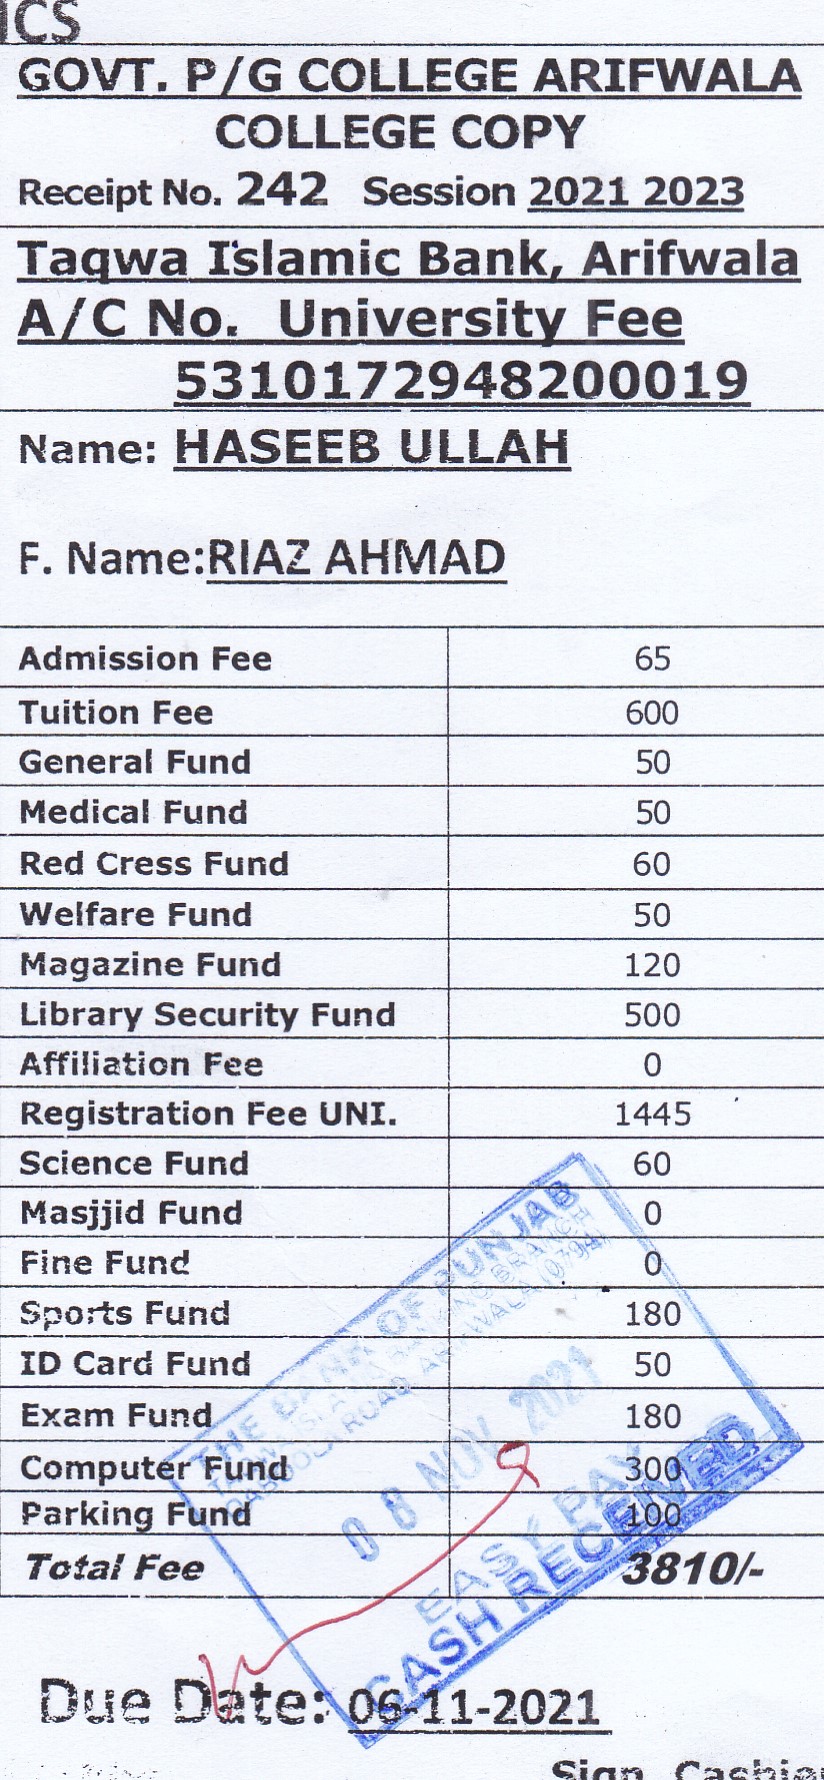 ICS
GOVT. P/G COLLEGE ARIFWALA
COLLEGE COPY
Receipt No. 242 Session 2021 2023
Taqwa Islamic Bank, Arifwala
A/C No. University Fee
5310172948200019
Name: HASEEB ULLAH
F. Name:RIAZ AHMAD
Admission Fee 65
Tuition Fee 600
General Fund 50
Medical Fund 50
Red Cress Fund 60
Welfare Fund 50
Magazine Fund 120
Library Security Fund 500
Affiliation Fee 0
Registration Fee UNI. 1445
Science Fund 60
Masjjid Fund 0
Fine Fund 0
Sports Fund 180
ID Card Fund 50
Exam Fund 180
Computer Fund 300
Parking Fund 100
Total Fee 3810/-
THE BANK OF PUNJAB
TAQWA ISLAMIC BANKING BRANCH
QABOOLA ROAD ARIFWALA (0794)
08 NOV 2021
EASY PAY
CASH RECEIVED
Due Date: 06-11-2021
Sign. Cashier